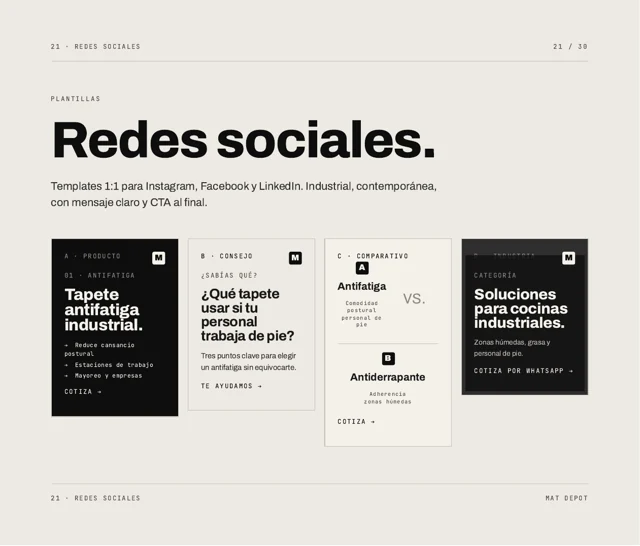 21 · REDES SOCIALES
21 / 30
PLANTILLAS
Redes sociales.
Templates 1:1 para Instagram, Facebook y LinkedIn. Industrial, contemporánea,
con mensaje claro y CTA al final.
A · PRODUCTO
M
01 · ANTIFATIGA
Tapete
antifatiga
industrial.
→ Reduce cansancio
postural
→ Estaciones de trabajo
→ Mayoreo y empresas
COTIZA →
B · CONSEJO
M
¿SABÍAS QUÉ?
¿Qué tapete
usar si tu
personal
trabaja de pie?
Tres puntos clave para elegir
un antifatiga sin equivocarte.
TE AYUDAMOS →
C · COMPARATIVO
A
Antifatiga
Comodidad
postural
personal de
pie
VS.
B
Antiderrapante
Adherencia
zonas húmedas
COTIZA →
D · INDUSTRIA
M
CATEGORÍA
Soluciones
para cocinas
industriales.
Zonas húmedas, grasa y
personal de pie.
COTIZA POR WHATSAPP →
21 · REDES SOCIALES
MAT DEPOT